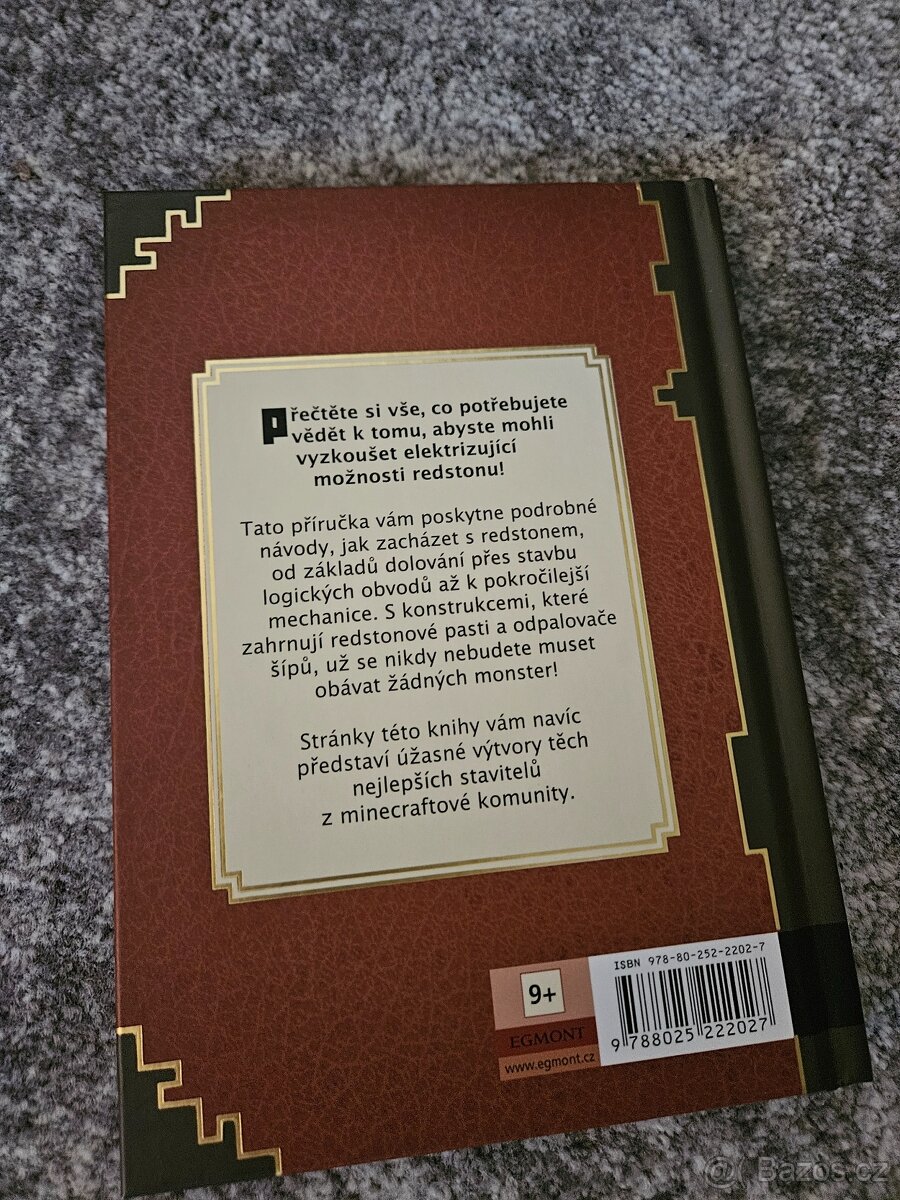 Přečtěte si vše, co potřebujete
vědět k tomu, abyste mohli
vyzkoušet elektrizující
možnosti redstonu!
Tato příručka vám poskytne podrobné
návody, jak zacházet s redstonem,
od základů dolování přes stavbu
logických obvodů až k pokročilejší
mechanice. S konstrukcemi, které
zahrnují redstonové pasti a odpalovače
šípů, už se nikdy nebudete muset
obávat žádných monster!
Stránky této knihy vám navíc
představí úžasné výtvory těch
nejlepších stavitelů
z minecraftové komunity.
ISBN 978-80-252-2202-7
9+
EGMONT
www.egmont.cz
9 788025 222027
@ Bazos.cz